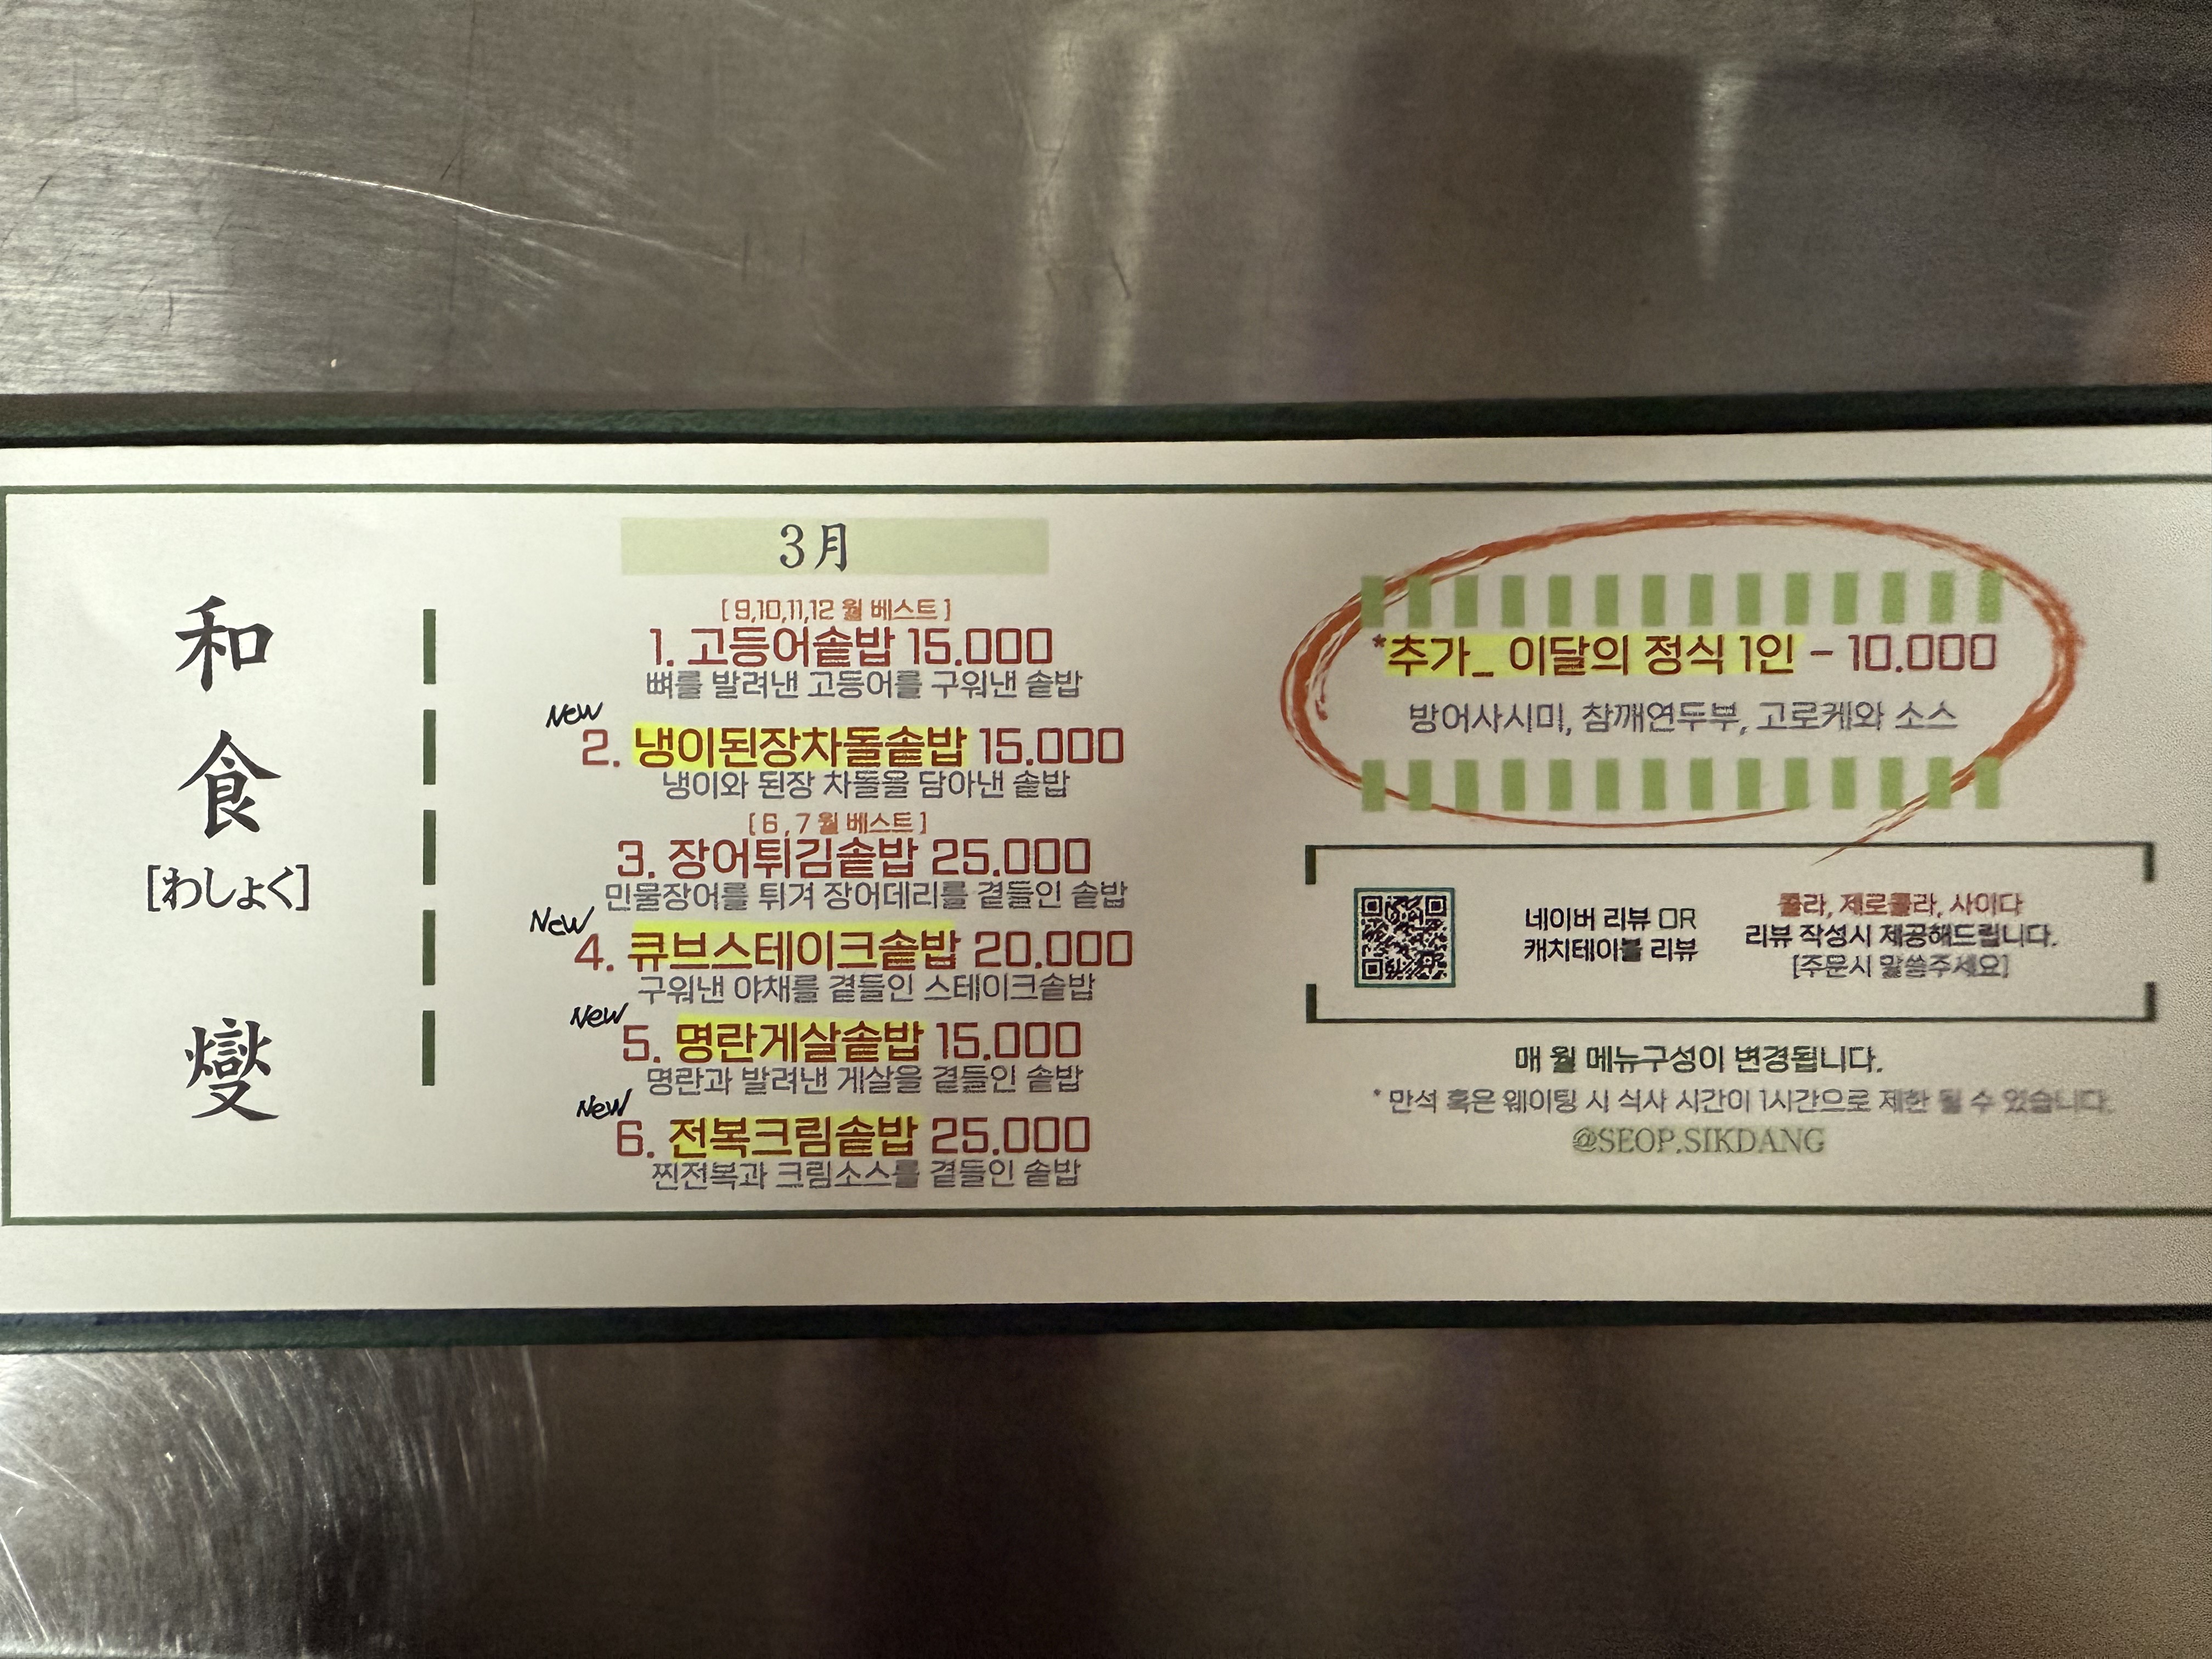 和
食
[わしょく]
燮
3月
[ 9,10,11,12 월 베스트 ]
1. 고등어솥밥 15.000
뼈를 발려낸 고등어를 구워낸 솥밥
New
2. 냉이된장차돌솥밥 15.000
냉이와 된장 차돌을 담아낸 솥밥
[ 6 , 7 월 베스트 ]
3. 장어튀김솥밥 25.000
민물장어를 튀겨 장어데리를 곁들인 솥밥
New
4. 큐브스테이크솥밥 20.000
구워낸 야채를 곁들인 스테이크솥밥
New
5. 명란게살솥밥 15.000
명란과 발려낸 게살을 곁들인 솥밥
New
6. 전복크림솥밥 25.000
찐전복과 크림소스를 곁들인 솥밥
*추가_ 이달의 정식 1인 - 10.000
방어사시미, 참깨연두부, 고로케와 소스
네이버 리뷰 OR
캐치테이블 리뷰
콜라, 제로콜라, 사이다
리뷰 작성시 제공해드립니다.
[주문시 말씀주세요]
매 월 메뉴구성이 변경됩니다.
* 만석 혹은 웨이팅 시 식사 시간이 1시간으로 제한 될 수 있습니다.
@SEOP.SIKDANG